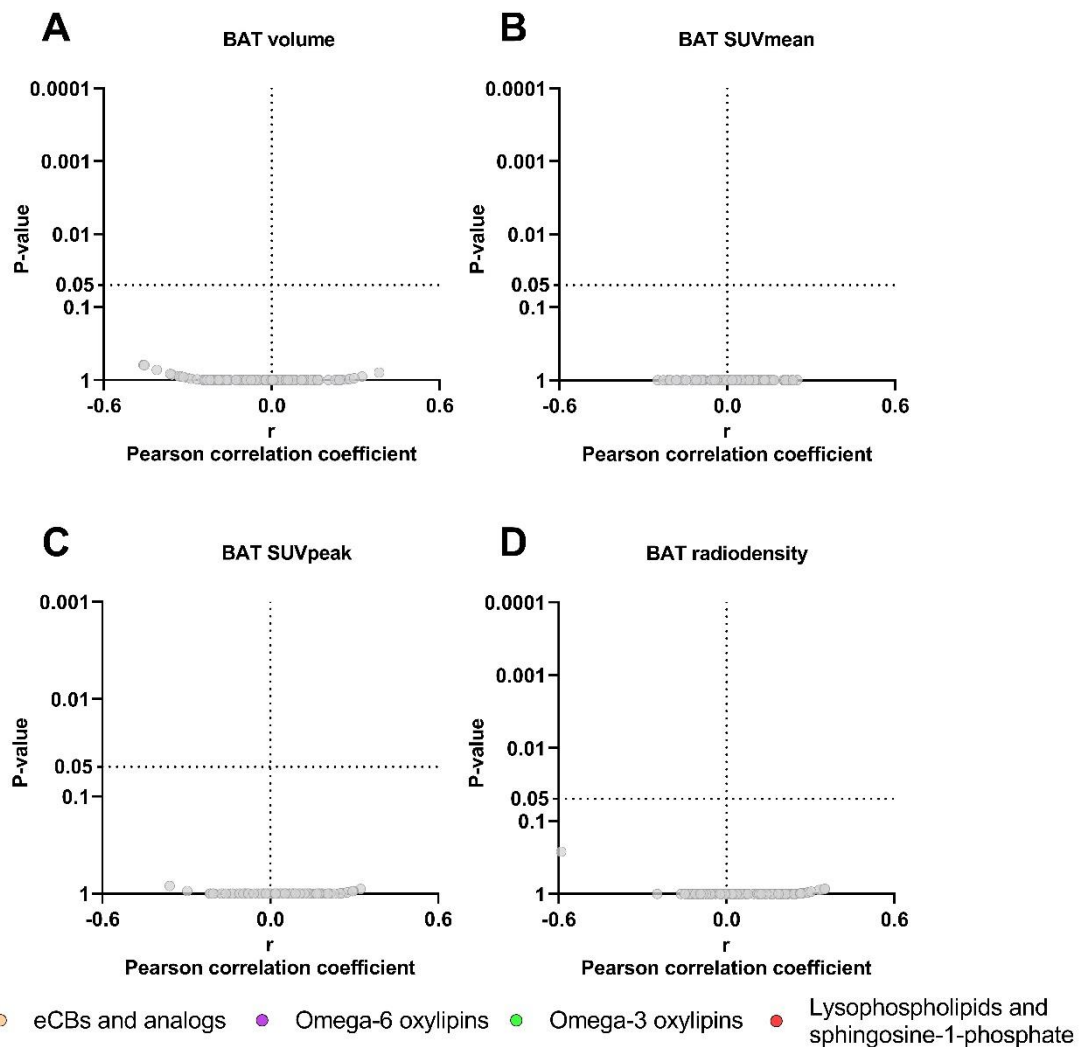 A
BAT volume
P-value
0.0001
0.001
0.01
0.05
0.1
1
-0.6
0.0
0.6
r
Pearson correlation coefficient
B
BAT SUVmean
P-value
0.0001
0.001
0.01
0.05
0.1
1
-0.6
0.0
0.6
r
Pearson correlation coefficient
C
BAT SUVpeak
P-value
0.001
0.01
0.05
0.1
1
-0.6
0.0
0.6
r
Pearson correlation coefficient
D
BAT radiodensity
P-value
0.0001
0.001
0.01
0.05
0.1
1
-0.6
0.0
0.6
r
Pearson correlation coefficient
eCBs and analogs
Omega-6 oxylipins
Omega-3 oxylipins
Lysophospholipids and
sphingosine-1-phosphate